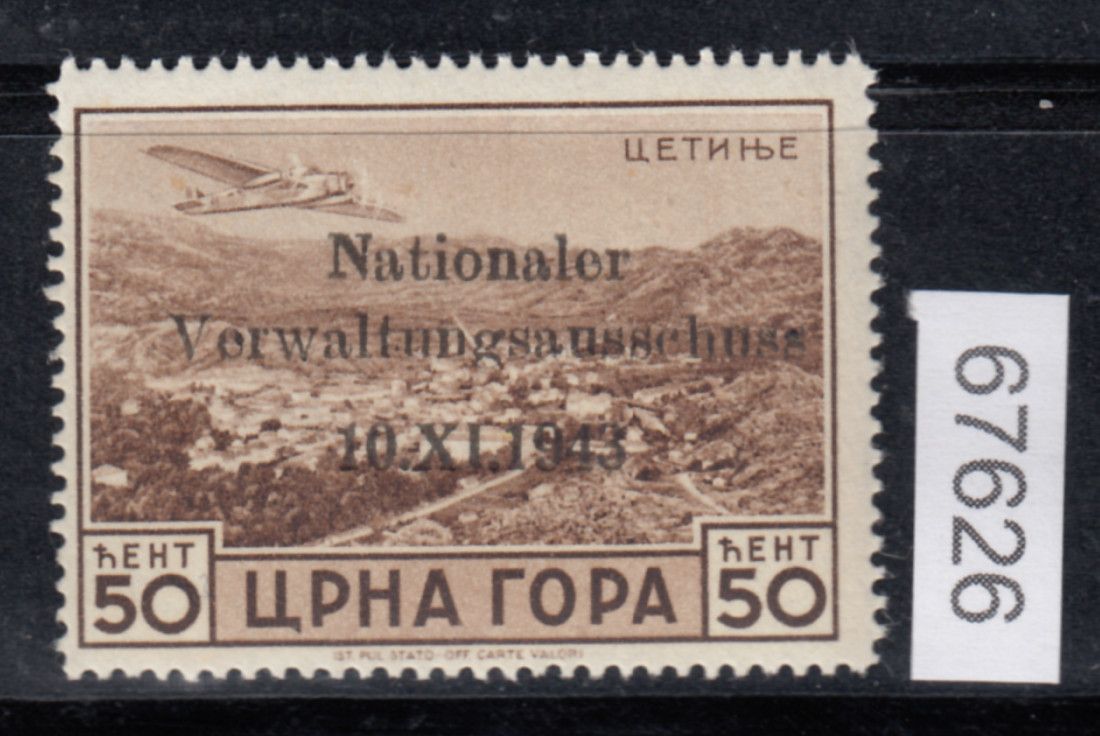 ЦЕТИЊЕ
Nationaler
Verwaltungsausschuss
10.XI.1943
ЋЕНТ
50
ЦРНА ГОРА
ЋЕНТ
50
IST. POL. STATO-OFF. CARTE VALORI
67626